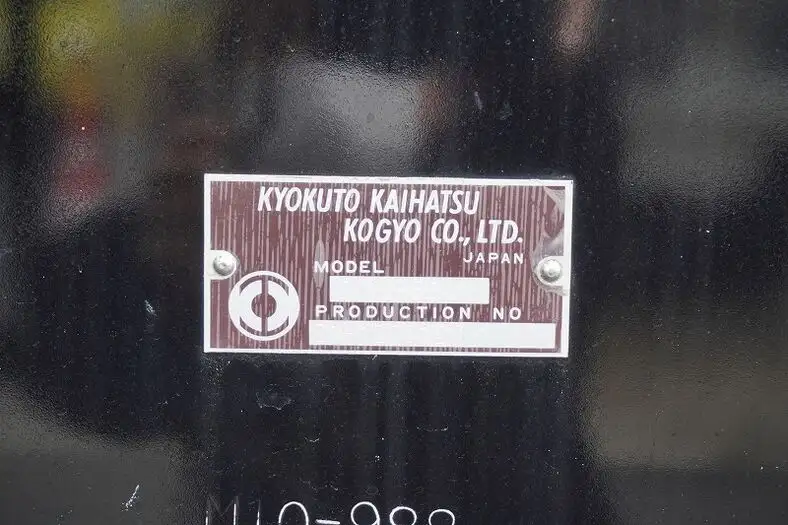 KYOKUTO KAIHATSU
KOGYO CO., LTD.
JAPAN
MODEL
PRODUCTION NO